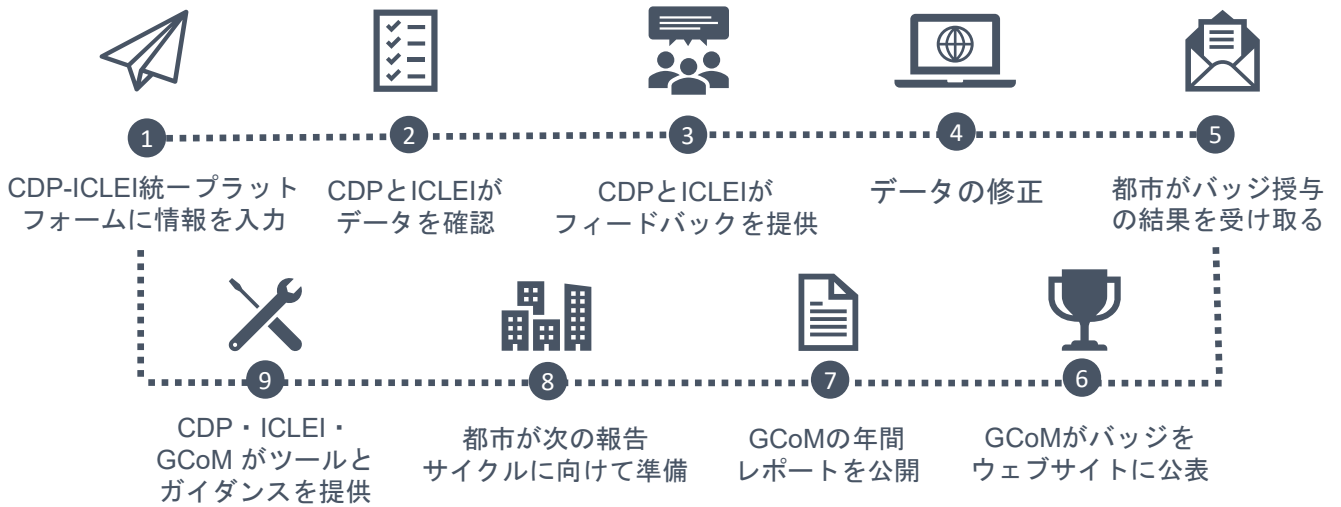 1
2
3
4
5
CDP-ICLEI統一プラット
フォームに情報を入力
CDPとICLEIが
データを確認
CDPとICLEIが
フィードバックを提供
データの修正
都市がバッジ授与
の結果を受け取る
9
8
7
6
CDP・ICLEI・
GCoM がツールと
ガイダンスを提供
都市が次の報告
サイクルに向けて準備
GCoMの年間
レポートを公開
GCoMがバッジを
ウェブサイトに公表